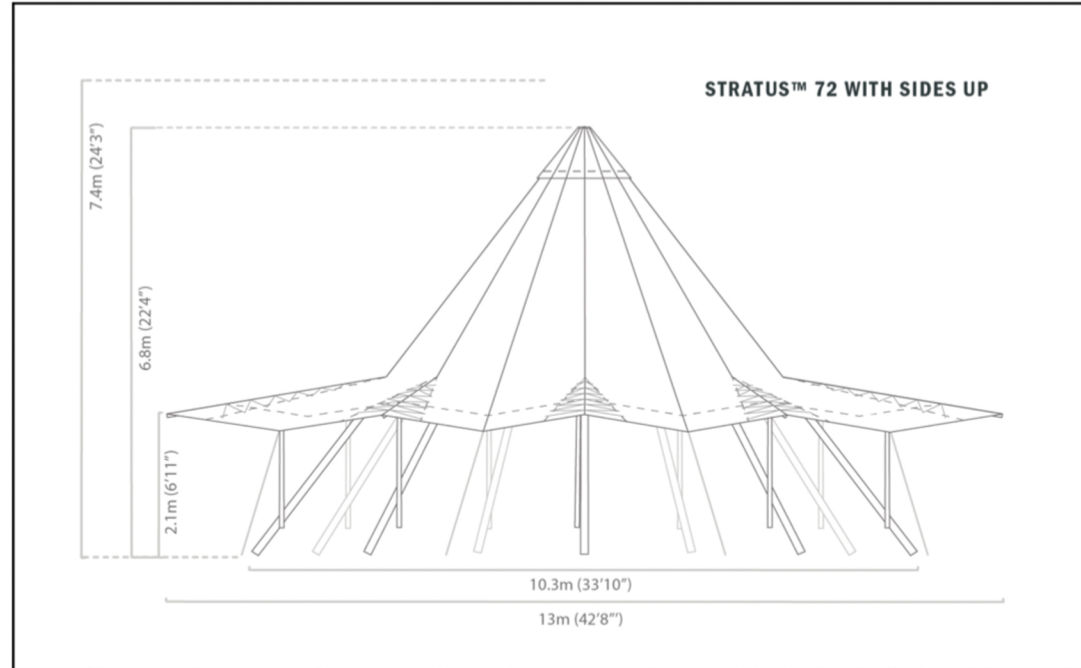 STRATUS™ 72 WITH SIDES UP
7.4m (24'3")
6.8m (22'4")
2.1m (6'11")
10.3m (33'10")
13m (42'8"')